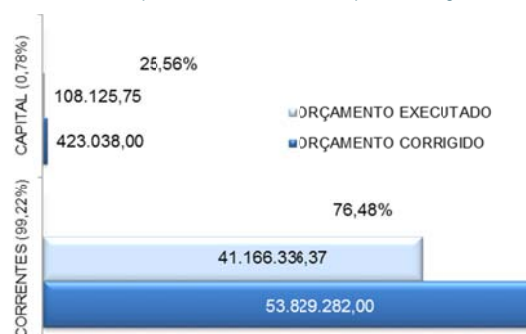 CAPITAL (0,78%)
25,56%
108.125,75
423.038,00
ORÇAMENTO EXECUTADO
ORÇAMENTO CORRIGIDO
CORRENTES (99,22%)
76,48%
41.166.336,37
53.829.282,00